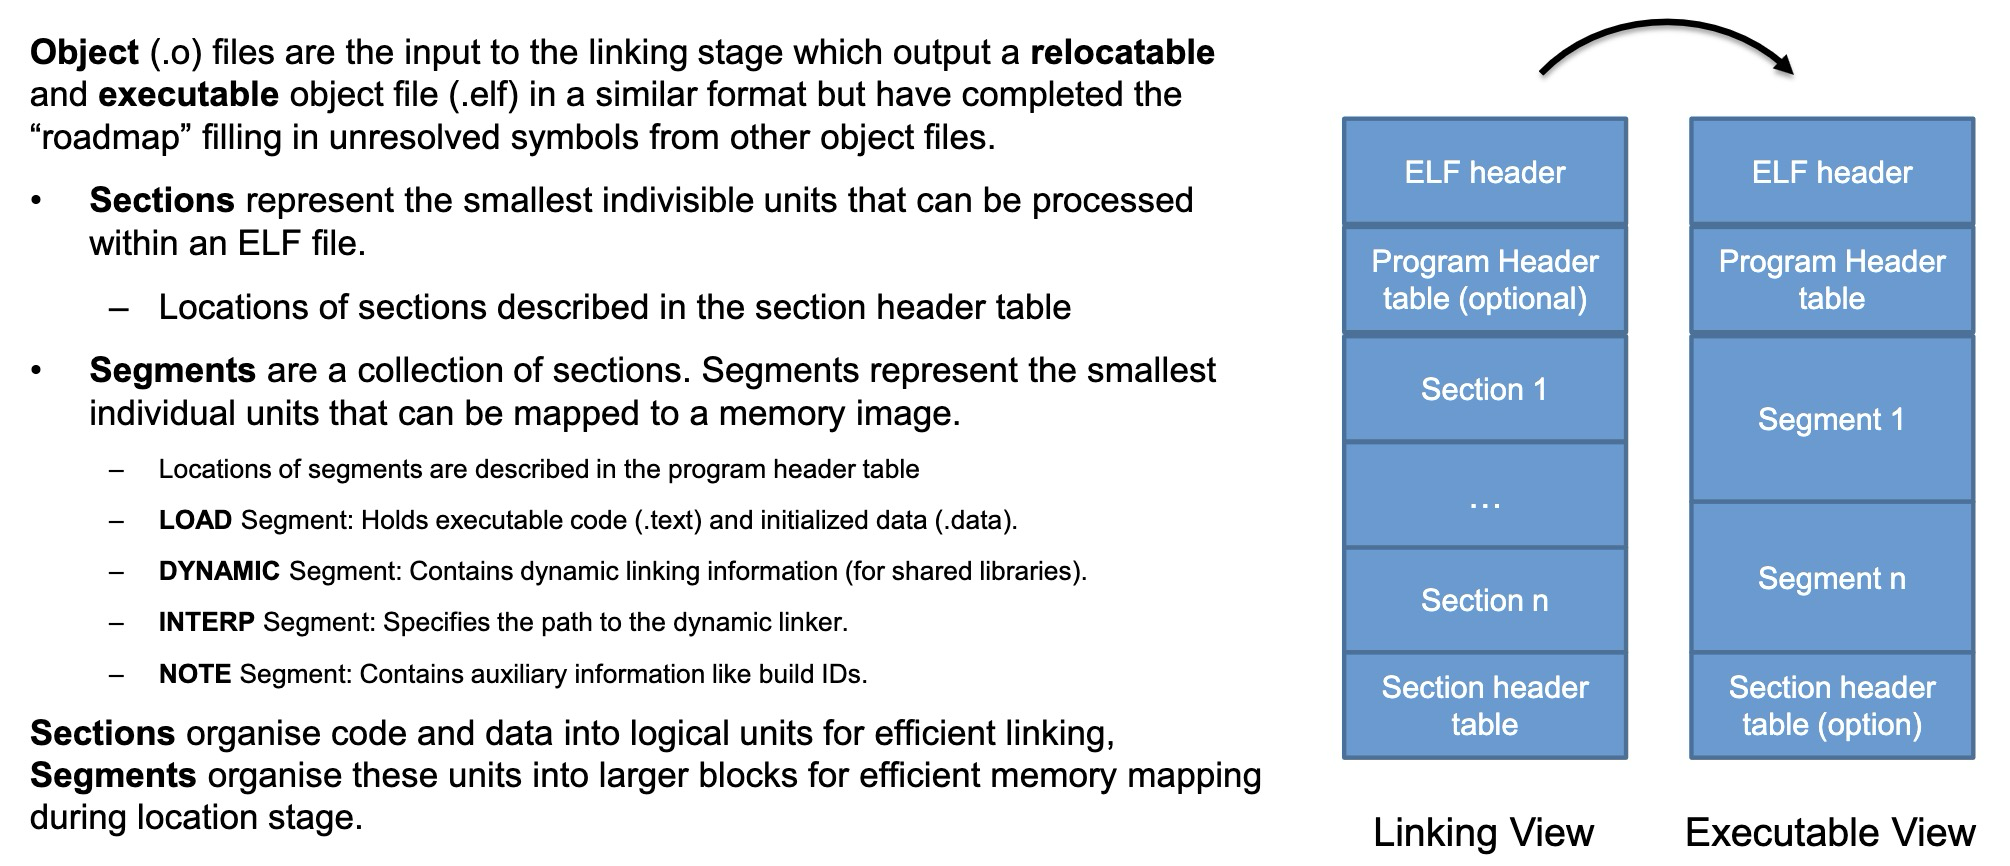 Object (.o) files are the input to the linking stage which output a relocatable
and executable object file (.elf) in a similar format but have completed the
“roadmap” filling in unresolved symbols from other object files.
• Sections represent the smallest indivisible units that can be processed
within an ELF file.
– Locations of sections described in the section header table
• Segments are a collection of sections. Segments represent the smallest
individual units that can be mapped to a memory image.
– Locations of segments are described in the program header table
– LOAD Segment: Holds executable code (.text) and initialized data (.data).
– DYNAMIC Segment: Contains dynamic linking information (for shared libraries).
– INTERP Segment: Specifies the path to the dynamic linker.
– NOTE Segment: Contains auxiliary information like build IDs.
Sections organise code and data into logical units for efficient linking,
Segments organise these units into larger blocks for efficient memory mapping
during location stage.
ELF header
Program Header
table (optional)
Section 1
...
Section n
Section header
table
Linking View
ELF header
Program Header
table
Segment 1
Segment n
Section header
table (option)
Executable View